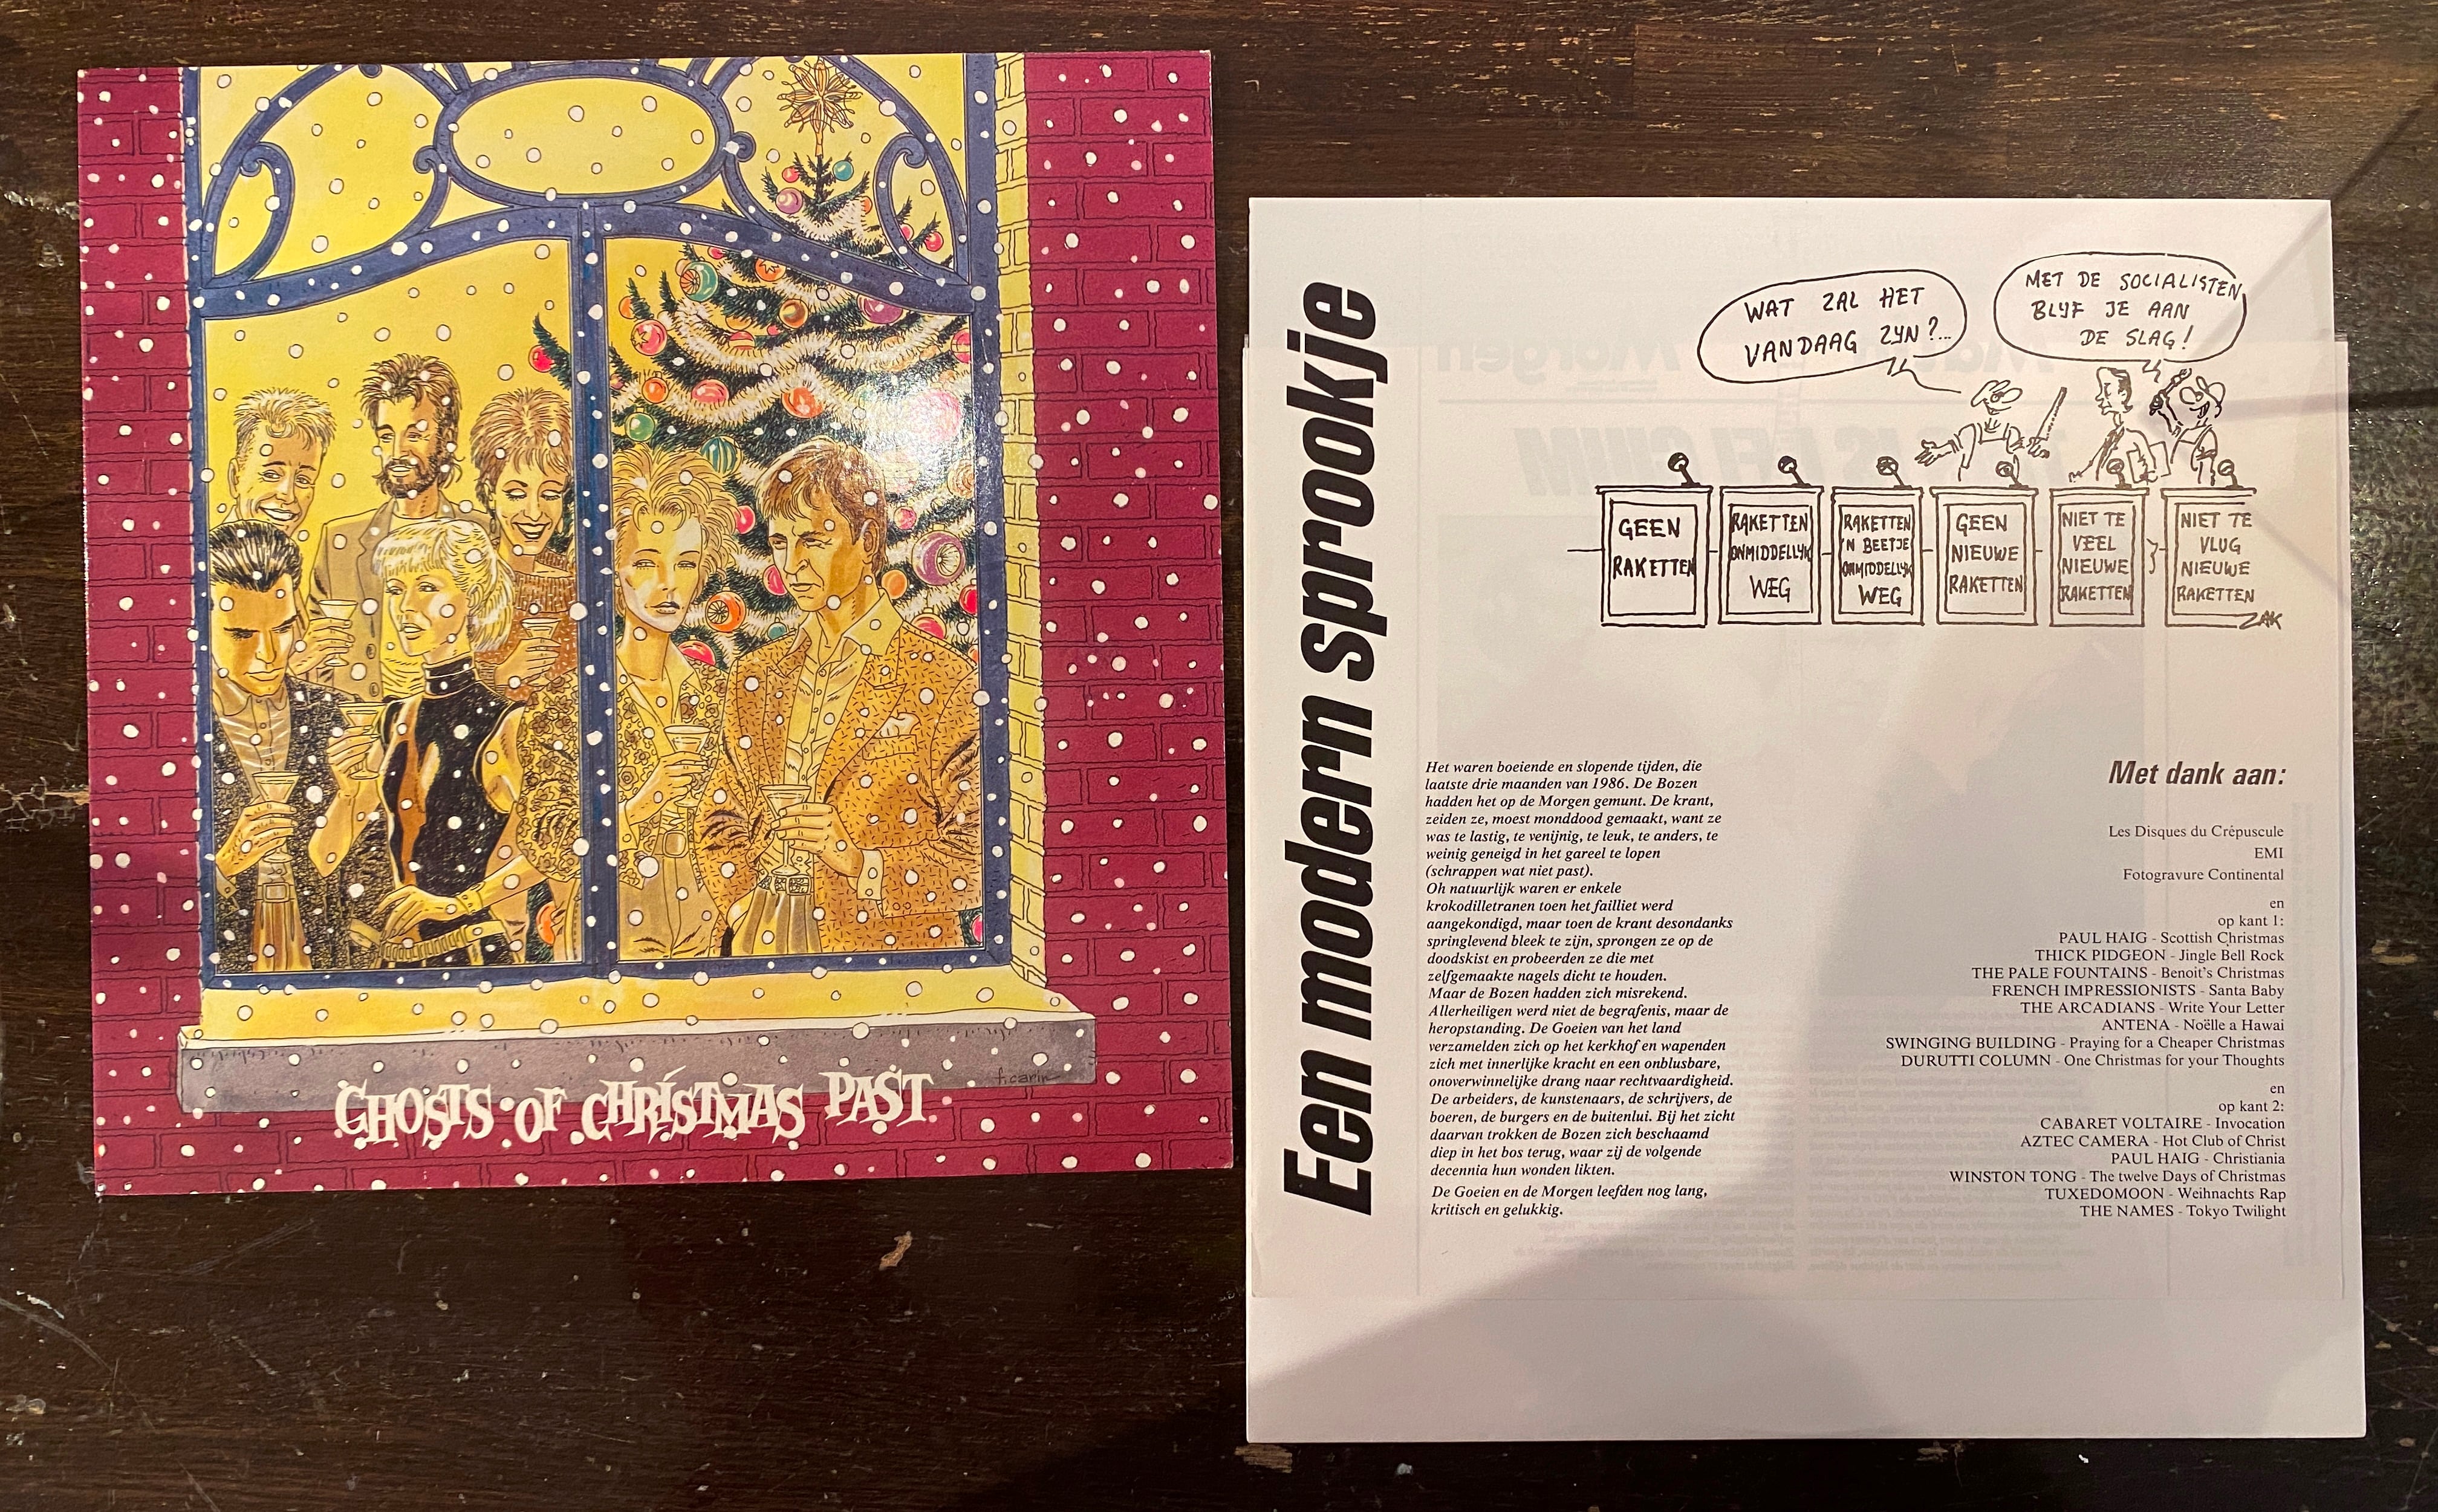 GHOSTS OF CHRISTMAS PAST
f. carin
Een modern sprookje
WAT ZAL HET
VANDAAG ZIJN?...
MET DE SOCIALISTEN
BLIJF JE AAN
DE SLAG!
GEEN
RAKETTEN
RAKETTEN
ONMIDDELLIJK
WEG
RAKETTEN
'N BEETJE
ONMIDDELLIJK
WEG
GEEN
NIEUWE
RAKETTEN
NIET TE
VEEL
NIEUWE
RAKETTEN
NIET TE
VLUG
NIEUWE
RAKETTEN
ZAK
Het waren boeiende en slopende tijden, die
laatste drie maanden van 1986. De Bozen
hadden het op de Morgen gemunt. De krant,
zeiden ze, moest monddood gemaakt, want ze
was te lastig, te venijnig, te leuk, te anders, te
weinig geneigd in het gareel te lopen
(schrappen wat niet past).
Oh natuurlijk waren er enkele
krokodilletranen toen het failliet werd
aangekondigd, maar toen de krant desondanks
springlevend bleek te zijn, sprongen ze op de
doodskist en probeerden ze die met
zelfgemaakte nagels dicht te houden.
Maar de Bozen hadden zich misrekend.
Allerheiligen werd niet de begrafenis, maar de
heropstanding. De Goeien van het land
verzamelden zich op het kerkhof en wapenden
zich met innerlijke kracht en een onblusbare,
onoverwinnelijke drang naar rechtvaardigheid.
De arbeiders, de kunstenaars, de schrijvers, de
boeren, de burgers en de buitenlui. Bij het zicht
daarvan trokken de Bozen zich beschaamd
diep in het bos terug, waar zij de volgende
decennia hun wonden likten.
De Goeien en de Morgen leefden nog lang,
kritisch en gelukkig.
Met dank aan:
Les Disques du Crépuscule
EMI
Fotogravure Continental
en
op kant 1:
PAUL HAIG - Scottish Christmas
THICK PIDGEON - Jingle Bell Rock
THE PALE FOUNTAINS - Benoit's Christmas
FRENCH IMPRESSIONISTS - Santa Baby
THE ARCADIANS - Write Your Letter
ANTENA - Noëlle a Hawai
SWINGING BUILDING - Praying for a Cheaper Christmas
DURUTTI COLUMN - One Christmas for your Thoughts
en
op kant 2:
CABARET VOLTAIRE - Invocation
AZTEC CAMERA - Hot Club of Christ
PAUL HAIG - Christiania
WINSTON TONG - The twelve Days of Christmas
TUXEDOMOON - Weihnachts Rap
THE NAMES - Tokyo Twilight